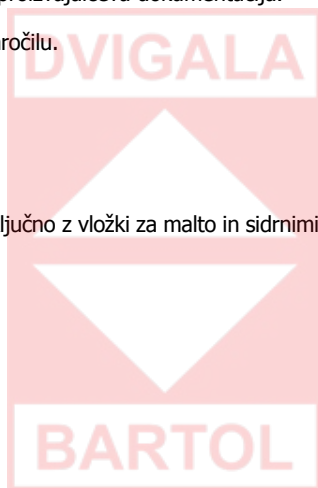 proizvajalčeva dokumentacija.
ročilu.
DVIGALA
ljučno z vložki za malto in sidrnimi
BARTOL